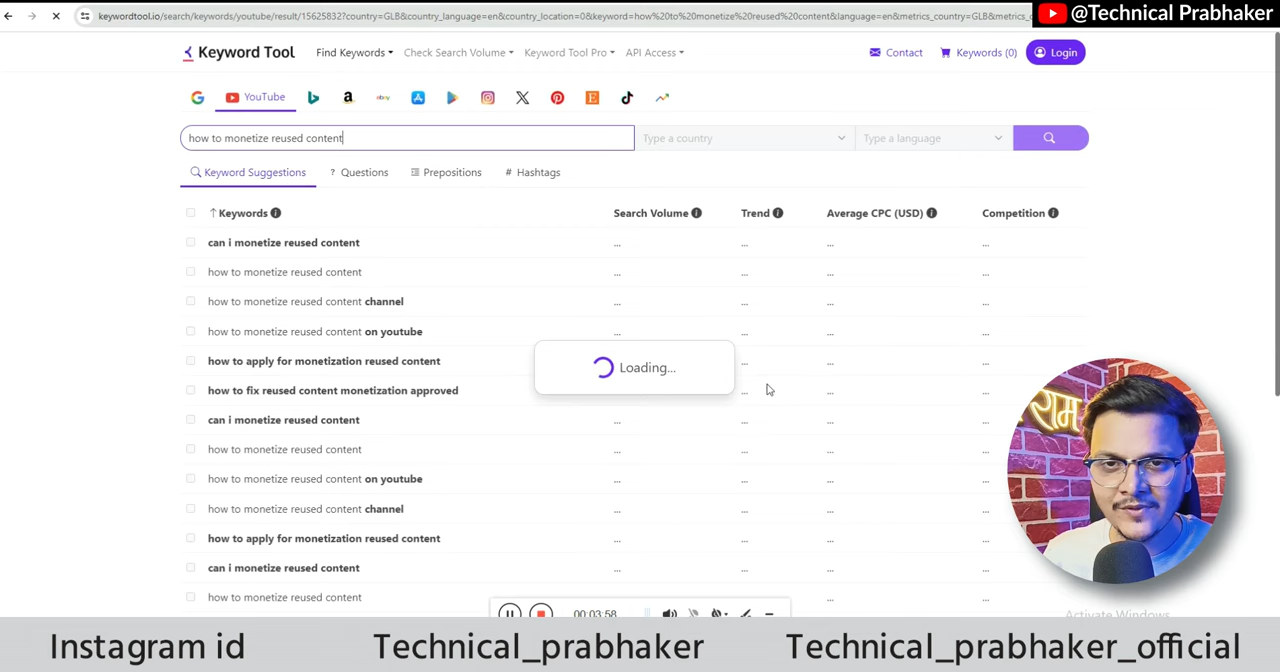 keywordtool.io/search/keywords/youtube/result/15625832?country=GLB&country_language=en&country_location=0&keyword=how%20to%20monetize%20reused%20content&language=en&metrics_country=GLB&metrics_c
@Technical Prabhaker
Keyword Tool Find Keywords Check Search Volume Keyword Tool Pro API Access Contact Keywords (0) Login
YouTube
how to monetize reused content Type a country Type a language
Keyword Suggestions ? Questions Prepositions # Hashtags
↑Keywords Search Volume Trend Average CPC (USD) Competition
can i monetize reused content ... ... ... ...
how to monetize reused content ... ... ... ...
how to monetize reused content channel ... ... ... ...
how to monetize reused content on youtube ... ... ... ...
how to apply for monetization reused content ... ... ...
Loading...
how to fix reused content monetization approved ... ... ...
can i monetize reused content ... ... ... ...
how to monetize reused content ... ... ... ...
राम
how to monetize reused content on youtube ... ... ... ...
how to monetize reused content channel ... ... ... ...
how to apply for monetization reused content ... ... ... ...
can i monetize reused content ... ... ... ...
how to monetize reused content
00:03:58
Activate Windows
Instagram id Technical_prabhaker Technical_prabhaker_official